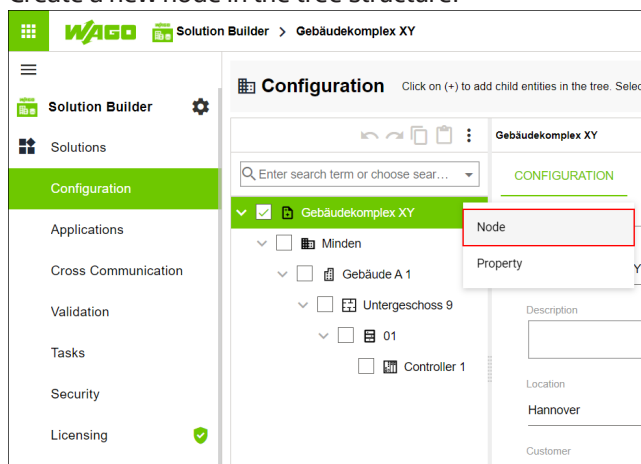 Create a new node in the tree structure.
WAGO Solution Builder > Gebäudekomplex XY
Solution Builder
Solutions
Configuration
Applications
Cross Communication
Validation
Tasks
Security
Licensing
Configuration Click on (+) to add child entities in the tree. Selec
Enter search term or choose sear...
Gebäudekomplex XY
Minden
Gebäude A 1
Untergeschoss 9
01
Controller 1
Node
Property
Gebäudekomplex XY
CONFIGURATION
Y
Description
Location
Hannover
Customer